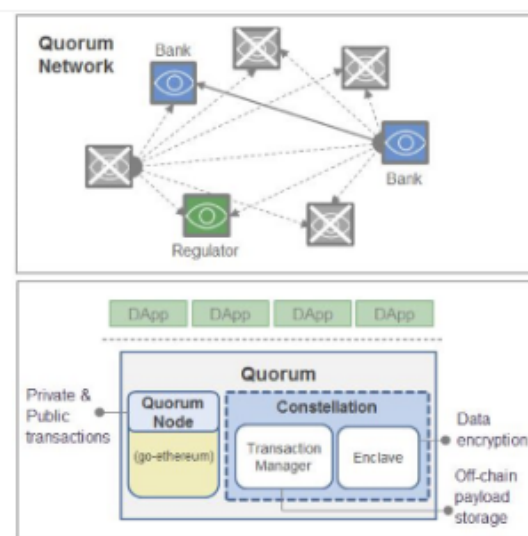 Quorum
Network
Bank
Bank
Regulator
DApp DApp DApp DApp
Quorum
Private &
Public
transactions
Quorum
Node
(go-ethereum)
Constellation
Transaction
Manager
Enclave
Data
encryption
Off-chain
payload
storage